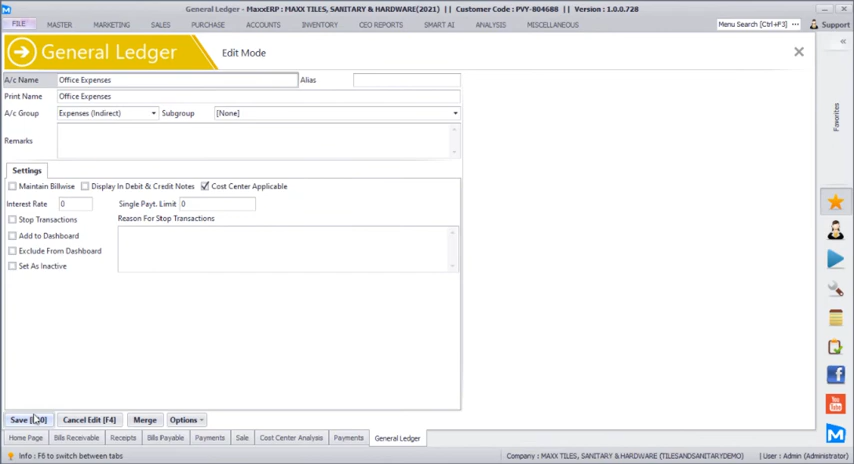 General Ledger - MaxxERP : MAXX TILES, SANITARY & HARDWARE(2021) || Customer Code : PVY-804688 || Version : 1.0.0.728
FILE MASTER MARKETING SALES PURCHASE ACCOUNTS INVENTORY CEO REPORTS SMART AI ANALYSIS MISCELLANEOUS Menu Search [Ctrl+F3] ... Support
General Ledger Edit Mode
A/c Name Office Expenses Alias
Print Name Office Expenses
A/c Group Expenses (Indirect) Subgroup [None]
Remarks
Settings
Maintain Billwise Display In Debit & Credit Notes Cost Center Applicable
Interest Rate 0 Single Payt. Limit 0
Stop Transactions Reason For Stop Transactions
Add to Dashboard
Exclude From Dashboard
Set As Inactive
Favorites
You Tube
Save Cancel Edit [F4] Merge Options
Home Page Bills Receivable Receipts Bills Payable Payments Sale Cost Center Analysis Payments General Ledger
Info : F6 to switch between tabs Company : MAXX TILES, SANITARY & HARDWARE (TILESANDSANITARYDEMO) User : Admin (Administrator)